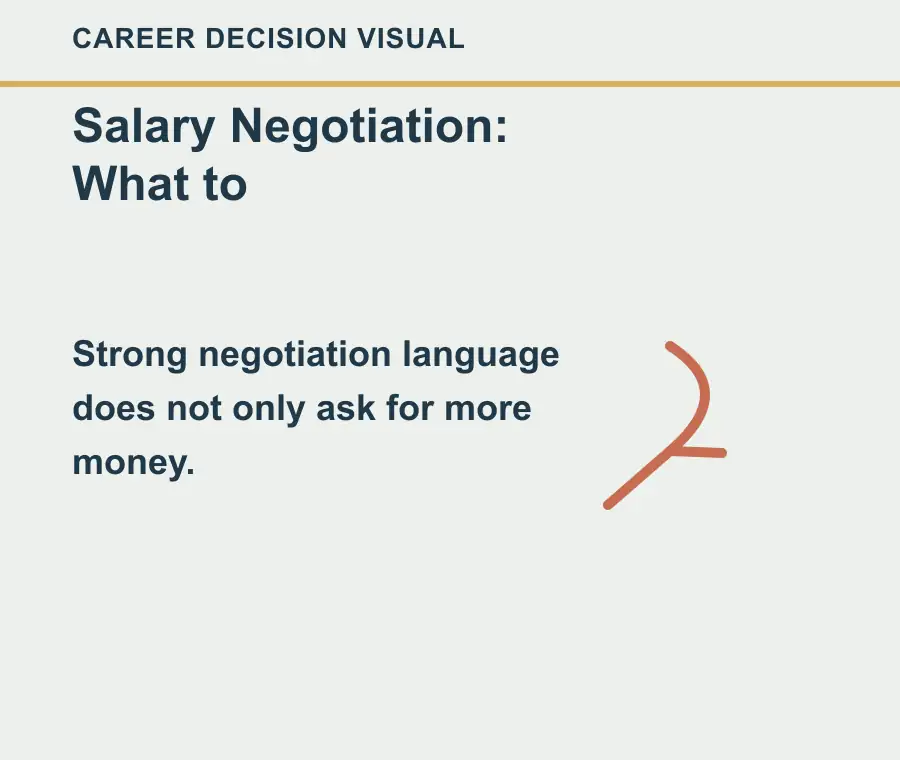 CAREER DECISION VISUAL
Salary Negotiation:
What to
Strong negotiation language
does not only ask for more
money.